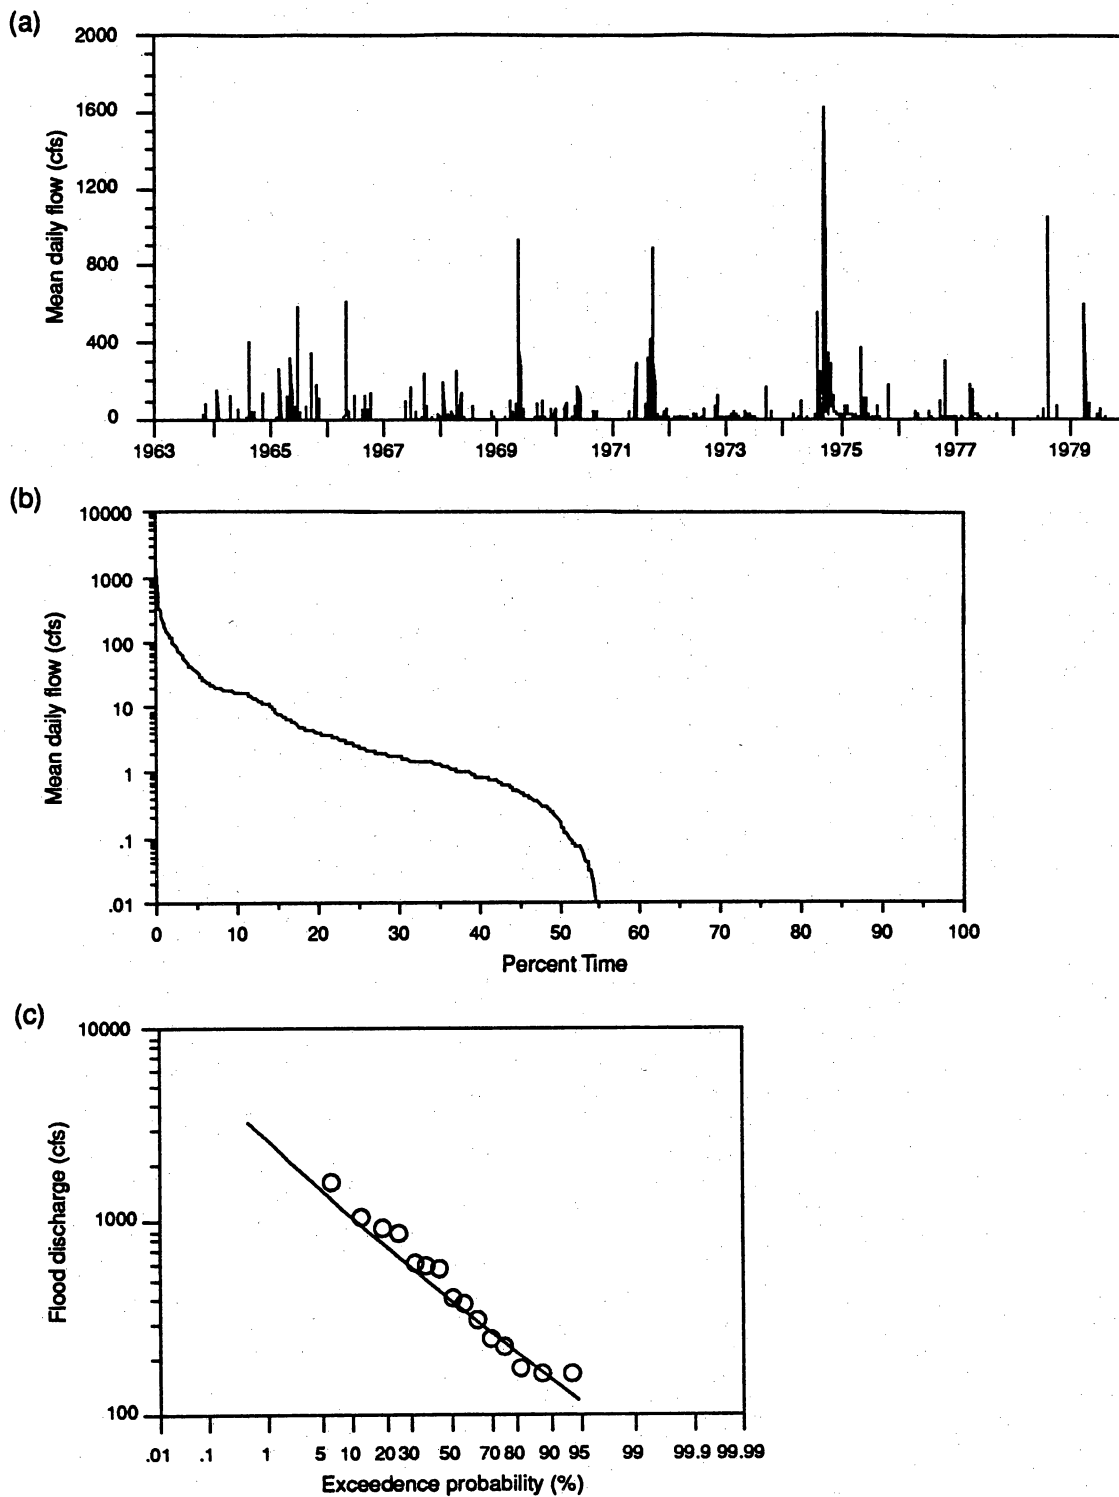 (a)
2000
1600
1200
800
400
0
Mean daily flow (cfs)
1963 1965 1967 1969 1971 1973 1975 1977 1979
(b)
10000
1000
100
10
1
.1
.01
Mean daily flow (cfs)
0 10 20 30 40 50 60 70 80 90 100
Percent Time
(c)
10000
1000
100
Flood discharge (cfs)
.01 .1 1 5 10 20 30 50 70 80 90 95 99 99.9 99.99
Exceedence probability (%)